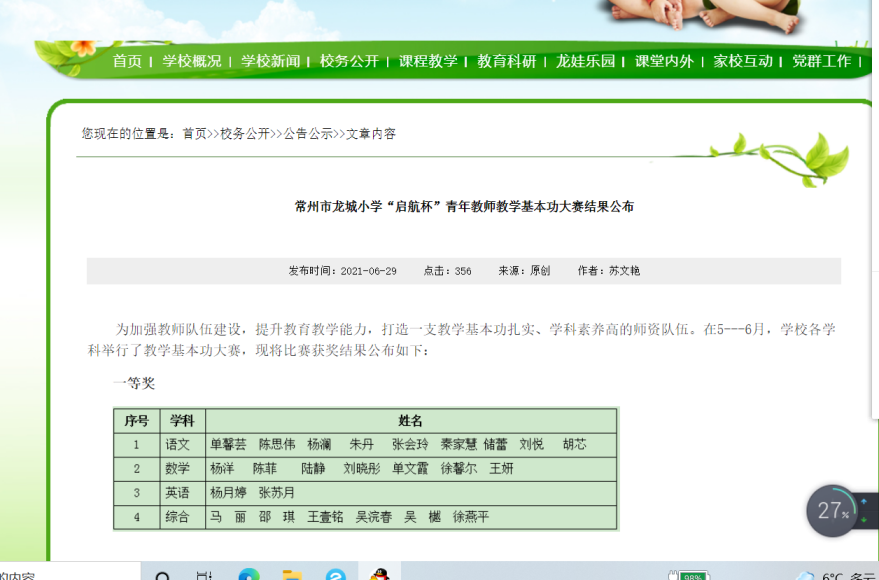 首页 | 学校概况 | 学校新闻 | 校务公开 | 课程教学 | 教育科研 | 龙娃乐园 | 课堂内外 | 家校互动 | 党群工作 |
您现在的位置是：首页>>校务公开>>公告公示>>文章内容
常州市龙城小学“启航杯”青年教师教学基本功大赛结果公布
发布时间：2021-06-29 点击：356 来源：原创 作者：苏文艳
为加强教师队伍建设，提升教育教学能力，打造一支教学基本功扎实、学科素养高的师资队伍。在5---6月，学校各学
科举行了教学基本功大赛，现将比赛获奖结果公布如下：
一等奖
序号 学科 姓名
1 语文 单馨芸 陈思伟 杨澜 朱丹 张会玲 秦家慧 储蕾 刘悦 胡芯
2 数学 杨洋 陈菲 陆静 刘晓彤 单文霞 徐馨尔 王妍
3 英语 杨月婷 张苏月
4 综合 马 丽 邵 琪 王壹铭 吴浣春 吴 樾 徐燕平
27%
的内容
98%
6°C 多云